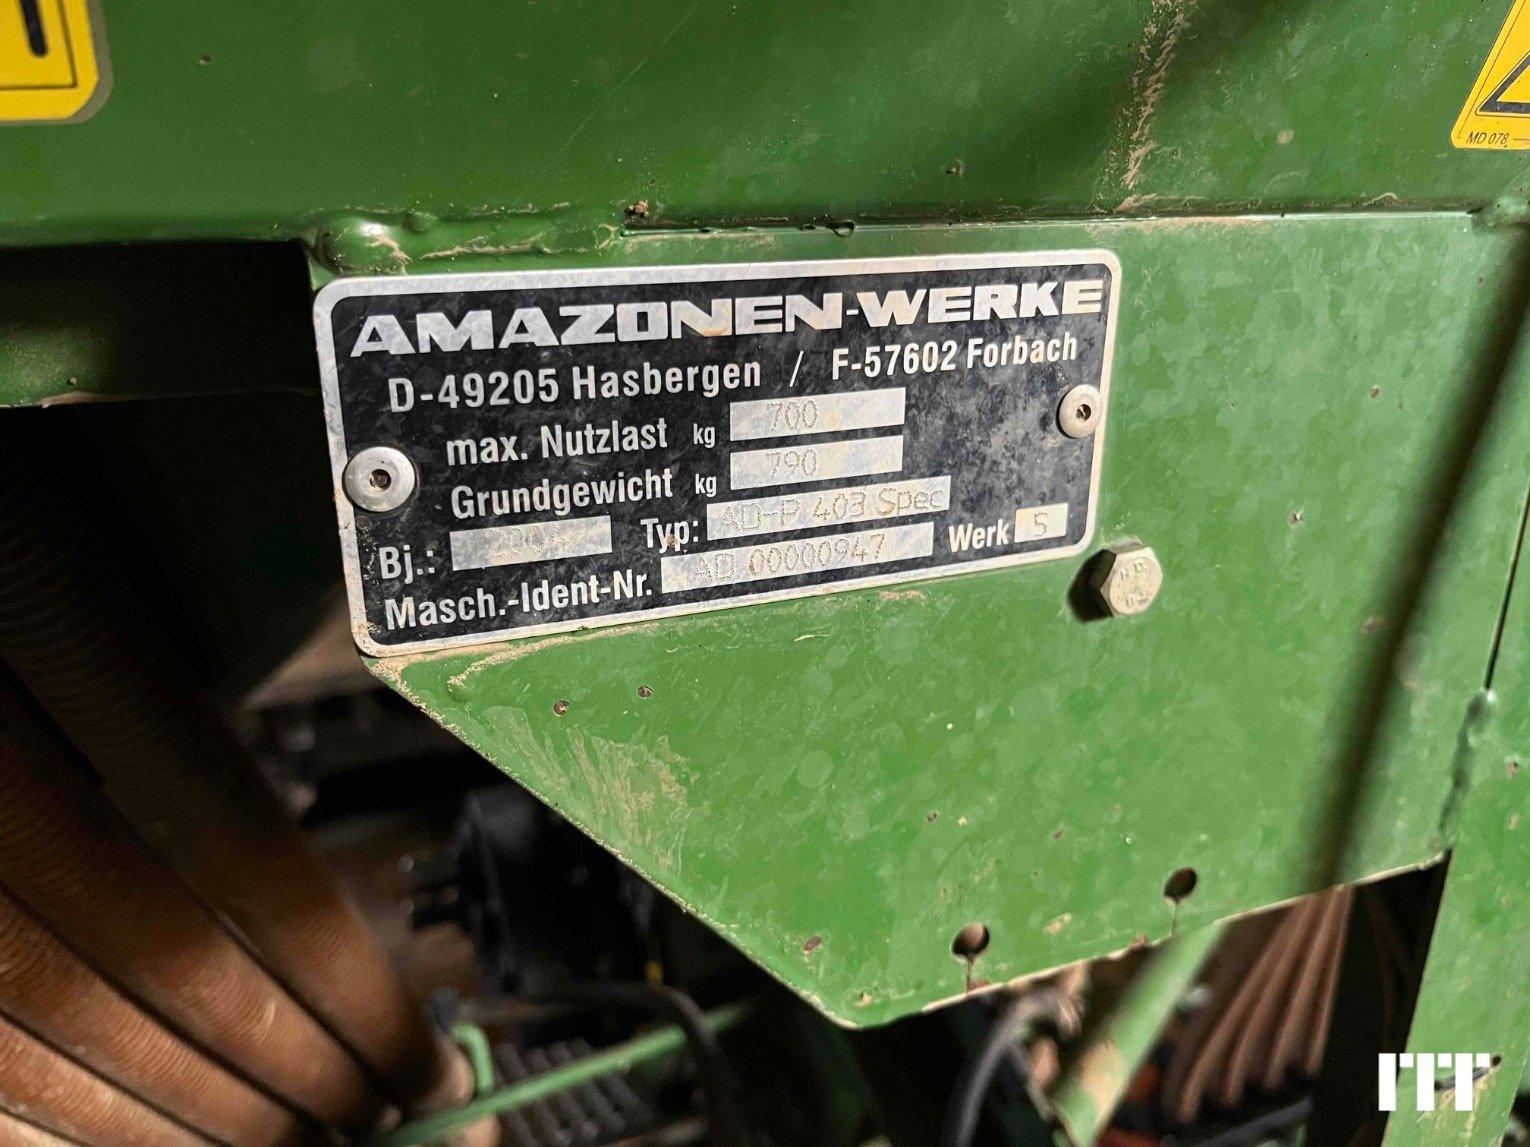 AMAZONEN-WERKE
D-49205 Hasbergen / F-57602 Forbach
max. Nutzlast kg 700
Grundgewicht kg 790
Bj.: 2004 Typ: AD-P 403 Spec
Masch.-Ident-Nr. AD 00000947 Werk S
MD 078